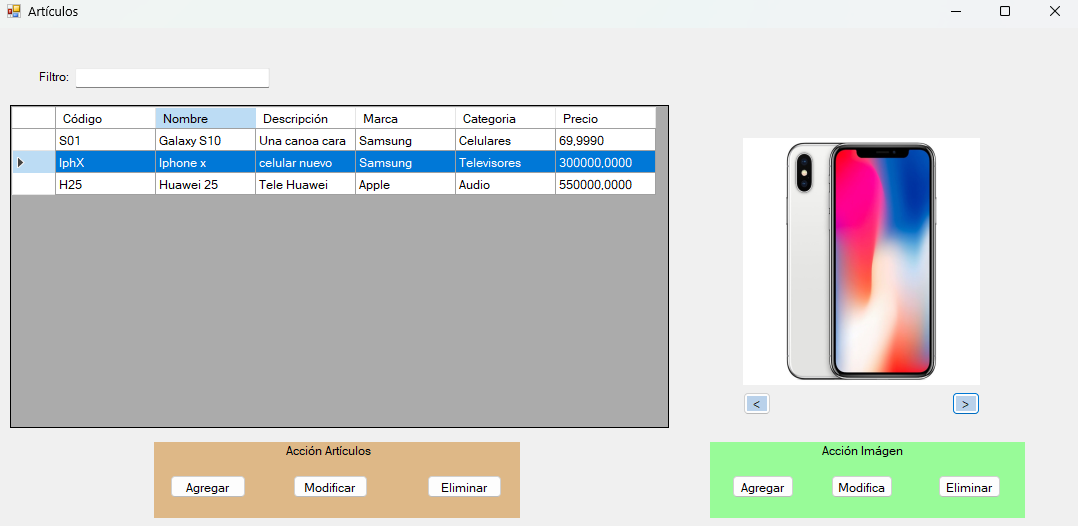 Artículos
Filtro:
Código Nombre Descripción Marca Categoria Precio
S01 Galaxy S10 Una canoa cara Samsung Celulares 69,9990
IphX Iphone x celular nuevo Samsung Televisores 300000,0000
H25 Huawei 25 Tele Huawei Apple Audio 550000,0000
< >
Acción Artículos
Agregar Modificar Eliminar
Acción Imágen
Agregar Modifica Eliminar